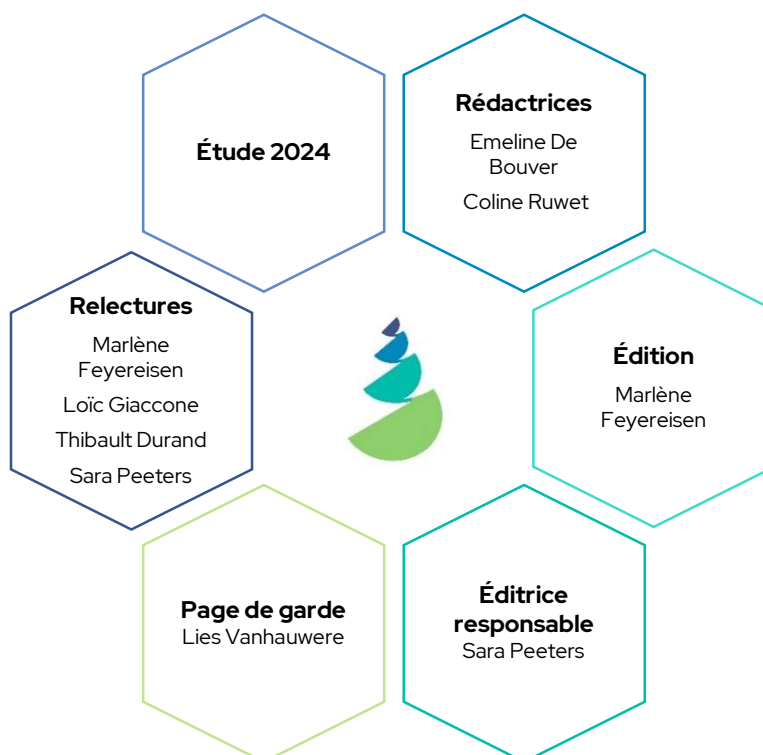 Étude 2024
Rédactrices
Emeline De
Bouver
Coline Ruwet
Relectures
Marlène
Feyereisen
Loïc Giaccone
Thibault Durand
Sara Peeters
Édition
Marlène
Feyereisen
Page de garde
Lies Vanhauwere
Éditrice
responsable
Sara Peeters